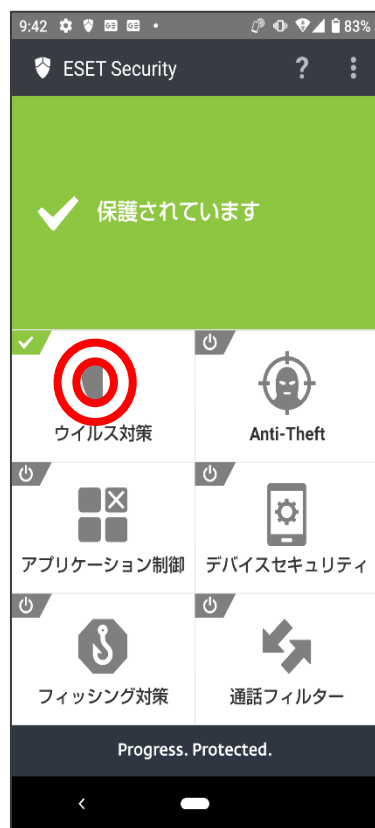 9:42 83%
ESET Security ?
保護されています
ウイルス対策 Anti-Theft
アプリケーション制御 デバイスセキュリティ
フィッシング対策 通話フィルター
Progress. Protected.